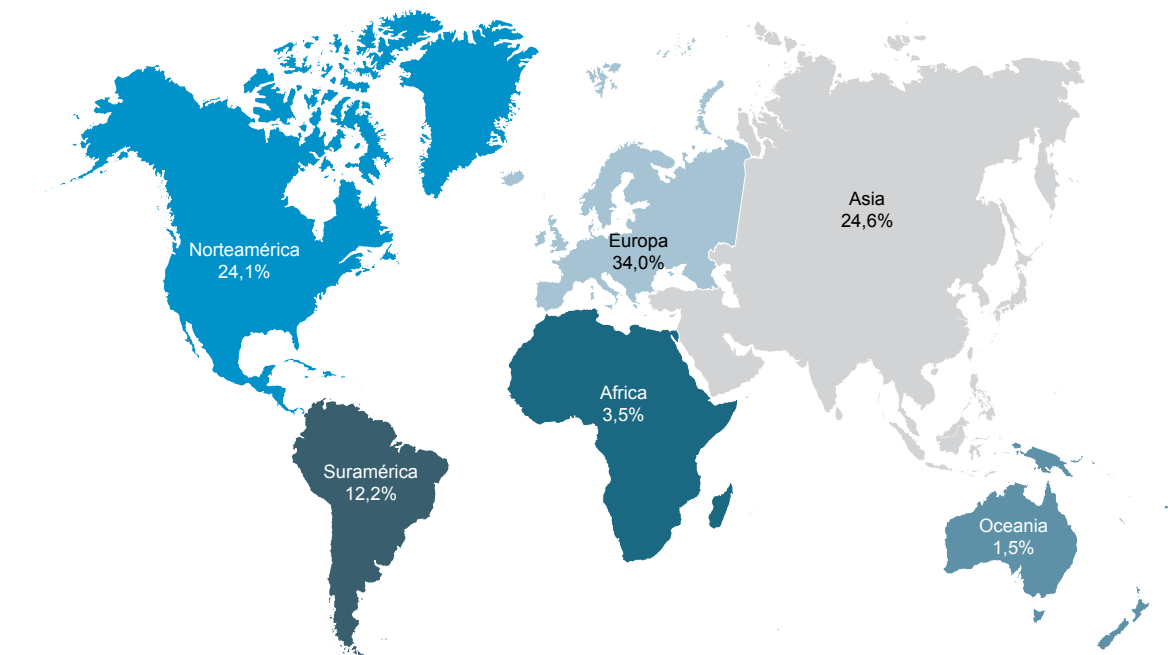 Norteamérica
24,1%
Europa
34,0%
Asia
24,6%
Africa
3,5%
Suramérica
12,2%
Oceania
1,5%